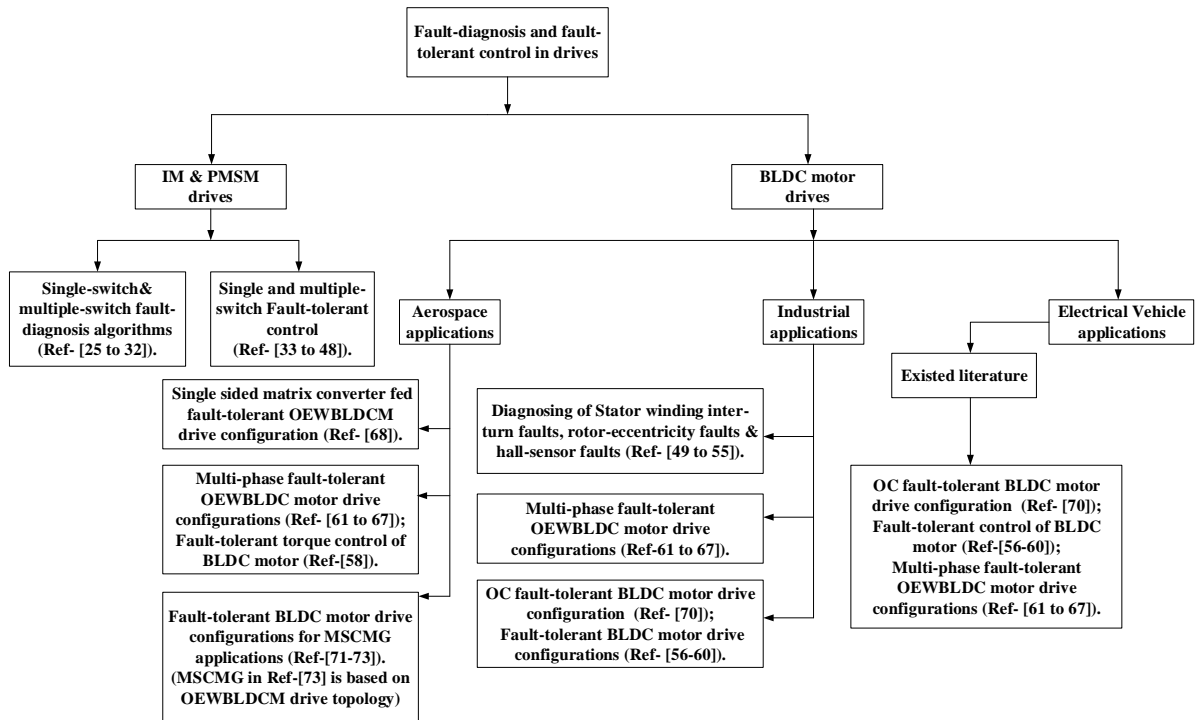 Fault-diagnosis and fault-
tolerant control in drives
IM & PMSM
drives
BLDC motor
drives
Single-switch&
multiple-switch fault-
diagnosis algorithms
(Ref- [25 to 32]).
Single and multiple-
switch Fault-tolerant
control
(Ref- [33 to 48]).
Aerospace
applications
Industrial
applications
Electrical Vehicle
applications
Existed literature
Single sided matrix converter fed
fault-tolerant OEWBLDCM
drive configuration (Ref- [68]).
Multi-phase fault-tolerant
OEWBLDC motor drive
configurations (Ref- [61 to 67]);
Fault-tolerant torque control of
BLDC motor (Ref-[58]).
Fault-tolerant BLDC motor drive
configurations for MSCMG
applications (Ref-[71-73]).
(MSCMG in Ref-[73] is based on
OEWBLDCM drive topology)
Diagnosing of Stator winding inter-
turn faults, rotor-eccentricity faults &
hall-sensor faults (Ref- [49 to 55]).
Multi-phase fault-tolerant
OEWBLDC motor drive
configurations (Ref-61 to 67]).
OC fault-tolerant BLDC motor drive
configuration (Ref- [70]);
Fault-tolerant BLDC motor drive
configurations (Ref- [56-60]).
OC fault-tolerant BLDC motor
drive configuration (Ref- [70]);
Fault-tolerant control of BLDC
motor (Ref-[56-60]);
Multi-phase fault-tolerant
OEWBLDC motor drive
configurations (Ref- [61 to 67]).